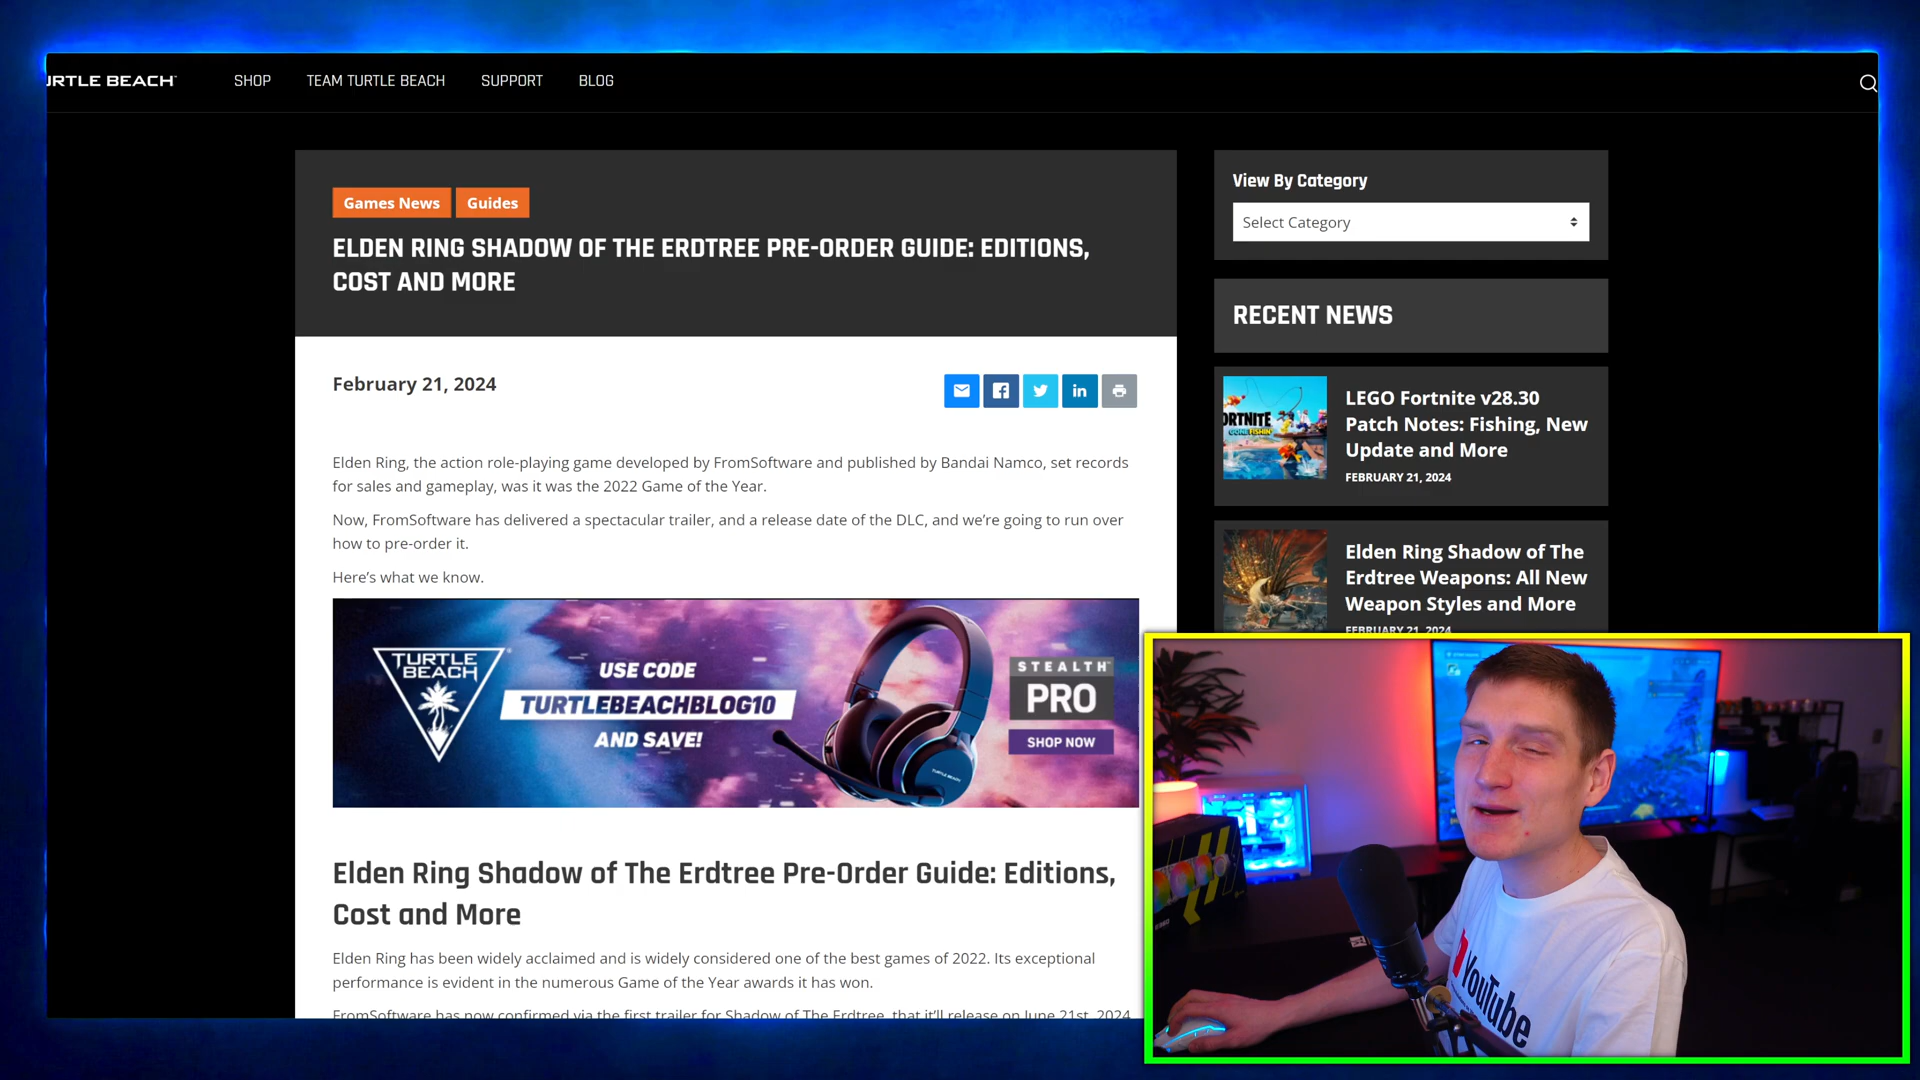 URTLE BEACH
SHOP
TEAM TURTLE BEACH
SUPPORT
BLOG
Games News
Guides
ELDEN RING SHADOW OF THE ERDTREE PRE-ORDER GUIDE: EDITIONS,
COST AND MORE
February 21, 2024
in
Elden Ring, the action role-playing game developed by FromSoftware and published by Bandai Namco, set records
for sales and gameplay, was it was the 2022 Game of the Year.
Now, FromSoftware has delivered a spectacular trailer, and a release date of the DLC, and we're going to run over
how to pre-order it.
Here's what we know.
TURTLE
BEACH
USE CODE
TURTLEBEACHBLOG10
AND SAVE!
TURTLE BEACH
STEALTH
PRO
SHOP NOW
Elden Ring Shadow of The Erdtree Pre-Order Guide: Editions,
Cost and More
Elden Ring has been widely acclaimed and is widely considered one of the best games of 2022. Its exceptional
performance is evident in the numerous Game of the Year awards it has won.
FromSoftware has now confirmed via the first trailer for Shadow of The Erdtree, that it'll release on June 21st, 2024
View By Category
Select Category
RECENT NEWS
ORTNITE
GONE FISHIN'
LEGO Fortnite v28.30
Patch Notes: Fishing, New
Update and More
FEBRUARY 21, 2024
Elden Ring Shadow of The
Erdtree Weapons: All New
Weapon Styles and More
FEBRUARY 21, 2024
YouTube